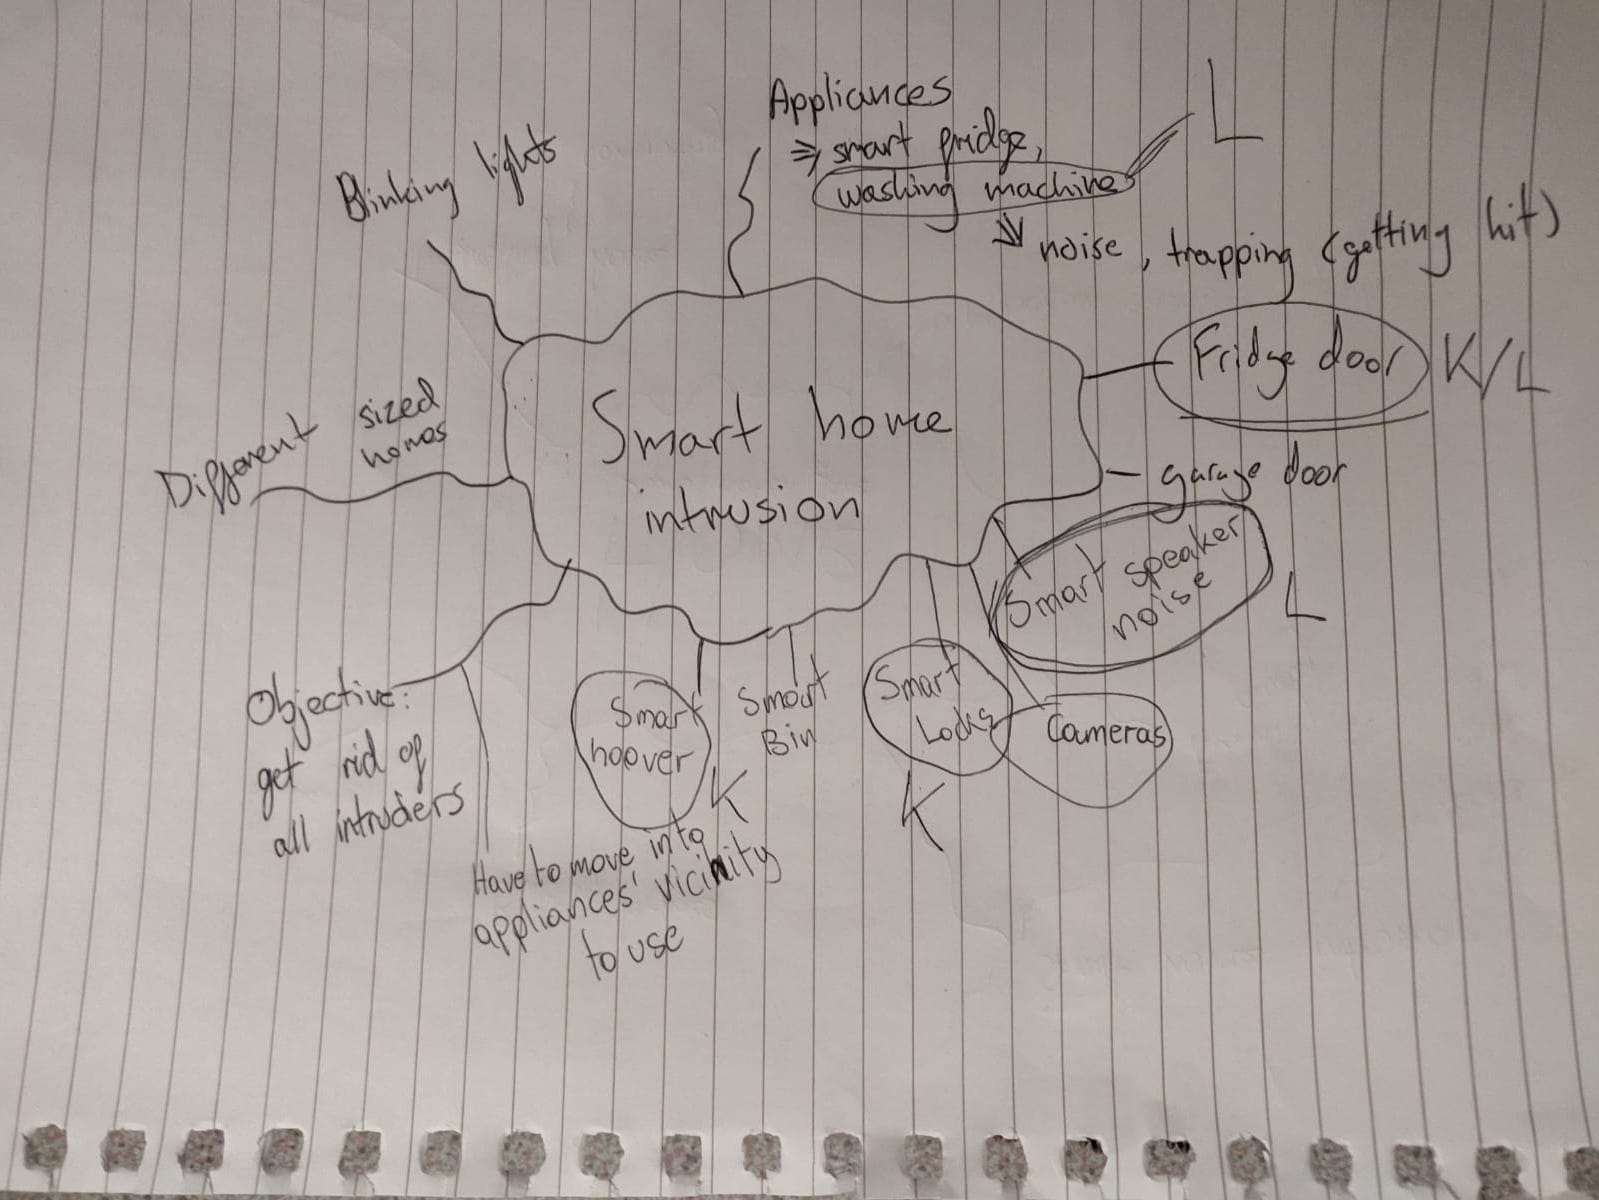 Appliances
⇒ smart fridge,
washing machine
L
noise, trapping (getting hit)
Blinking lights
Fridge door K/L
Smart home
intrusion
Different sized
homes
garage door
Smart speaker
noise
L
Objective:
get rid of
all intruders
Smart
hoover
K
Smart
Bin
Smart
Locks
K
Cameras
Have to move into
appliances' vicinity
to use